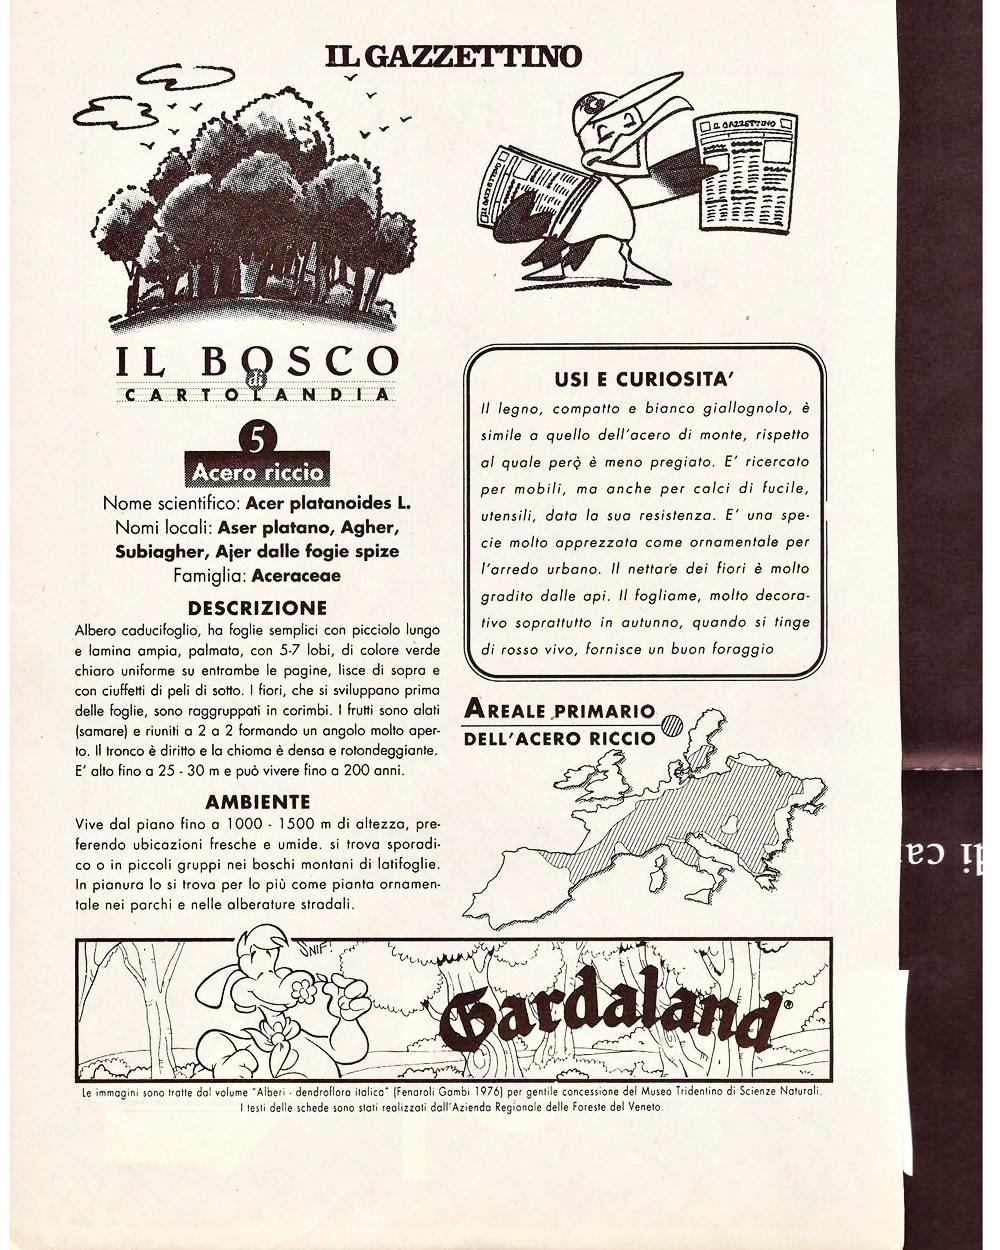 IL GAZZETTINO
IL GAZZETTINO
IL GAZZETTINO
IL BOSCO
di
CARTOLANDIA
5
Acero riccio
Nome scientifico: Acer platanoides L.
Nomi locali: Aser platano, Agher,
Subiagher, Ajer dalle fogie spize
Famiglia: Aceraceae
DESCRIZIONE
Albero caducifoglio, ha foglie semplici con picciolo lungo
e lamina ampia, palmata, con 5-7 lobi, di colore verde
chiaro uniforme su entrambe le pagine, lisce di sopra e
con ciuffetti di peli di sotto. I fiori, che si sviluppano prima
delle foglie, sono raggruppati in corimbi. I frutti sono alati
(samare) e riuniti a 2 a 2 formando un angolo molto aper-
to. Il tronco è diritto e la chioma è densa e rotondeggiante.
E' alto fino a 25 - 30 m e può vivere fino a 200 anni.
AMBIENTE
Vive dal piano fino a 1000 - 1500 m di altezza, pre-
ferendo ubicazioni fresche e umide. si trova sporadi-
co o in piccoli gruppi nei boschi montani di latifoglie.
In pianura lo si trova per lo più come pianta ornamen-
tale nei parchi e nelle alberature stradali.
USI E CURIOSITA'
Il legno, compatto e bianco giallognolo, è
simile a quello dell'acero di monte, rispetto
al quale però è meno pregiato. E' ricercato
per mobili, ma anche per calci di fucile,
utensili, data la sua resistenza. E' una spe-
cie molto apprezzata come ornamentale per
l'arredo urbano. Il nettare dei fiori è molto
gradito dalle api. Il fogliame, molto decora-
tivo soprattutto in autunno, quando si tinge
di rosso vivo, fornisce un buon foraggio
AREALE PRIMARIO
DELL'ACERO RICCIO
SNIF!
Gardaland®
Le immagini sono tratte dal volume "Alberi - dendroflora italica" (Fenaroli Gambi 1976) per gentile concessione del Museo Tridentino di Scienze Naturali.
I testi delle schede sono stati realizzati dall'Azienda Regionale delle Foreste del Veneto.
di car